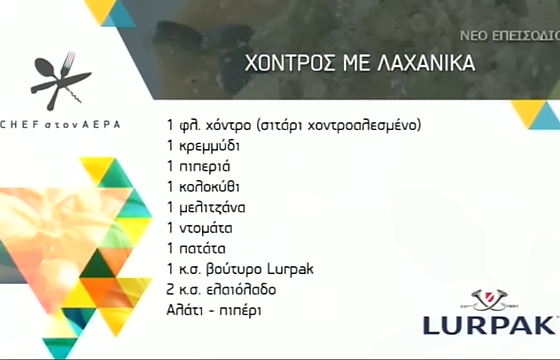 ΝΕΟ ΕΠΕΙΣΟΔΙΟ
ΧΟΝΤΡΟΣ ΜΕ ΛΑΧΑΝΙΚΑ
CHEF στον ΑΕΡΑ
1 φλ. χόντρο (σιτάρι χοντροαλεσμένο)
1 κρεμμύδι
1 πιπεριά
1 κολοκύθι
1 μελιτζάνα
1 ντομάτα
1 πατάτα
1 κ.σ. βούτυρο Lurpak
2 κ.σ. ελαιόλαδο
Αλάτι - πιπέρι
LURPAK